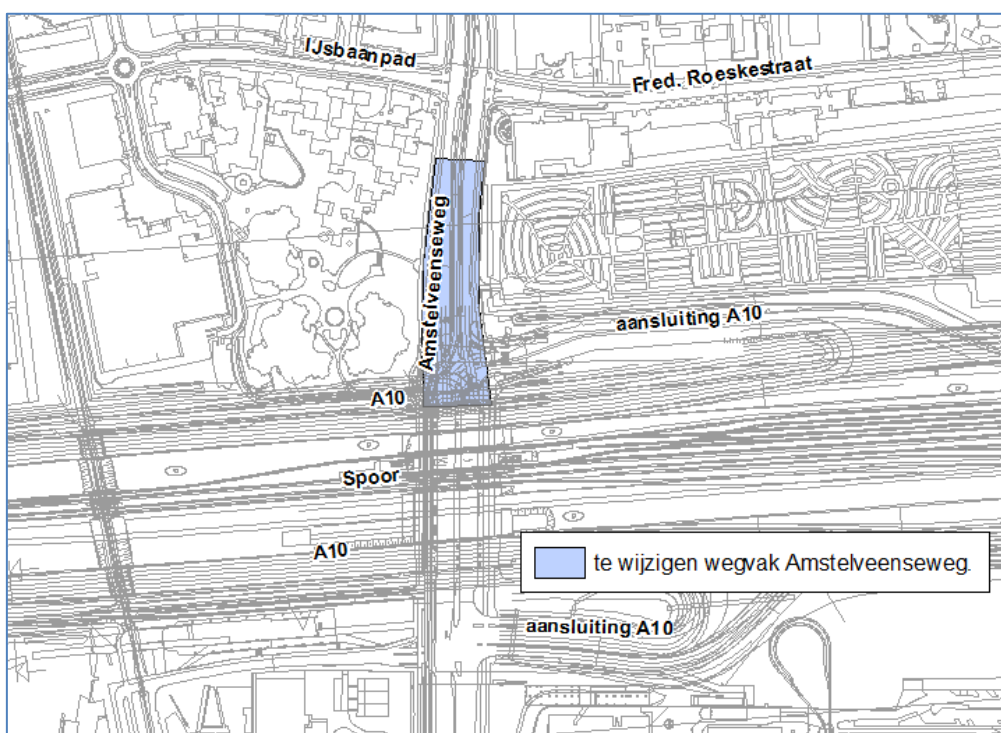 IJsbaanpad
Fred. Roeskestraat
Amstelveenseweg
aansluiting A10
A10
Spoor
A10
te wijzigen wegvak Amstelveenseweg.
aansluiting A10